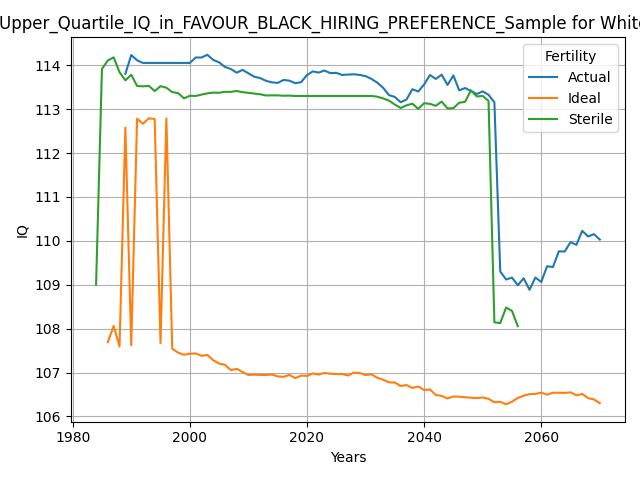 Upper_Quartile_IQ_in_FAVOUR_BLACK_HIRING_PREFERENCE_Sample for White
Fertility
Actual
Ideal
Sterile
114
113
112
111
110
109
108
107
106
IQ
1980
2000
2020
2040
2060
Years